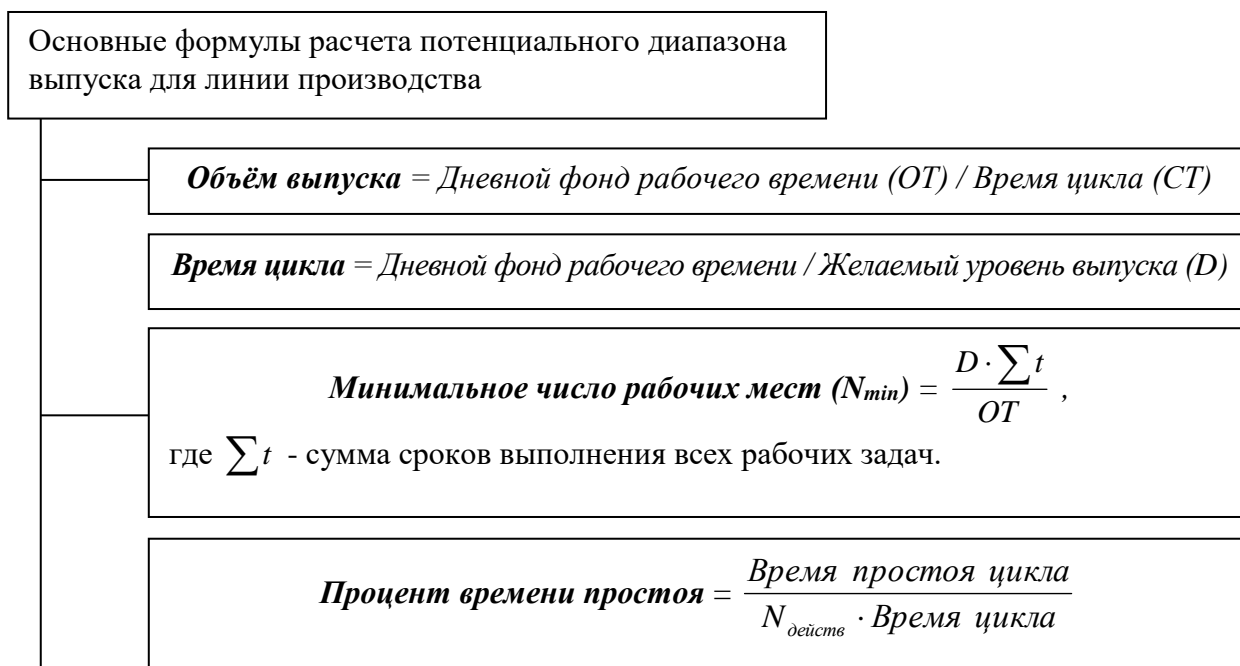 Основные формулы расчета потенциального диапазона
выпуска для линии производства
Объём выпуска = Дневной фонд рабочего времени (ОТ) / Время цикла (СТ)
Время цикла = Дневной фонд рабочего времени / Желаемый уровень выпуска (D)
Минимальное число рабочих мест (Nmin) = D · ∑t / OT ,
где ∑t - сумма сроков выполнения всех рабочих задач.
Процент времени простоя = Время простоя цикла / Nдейств · Время цикла